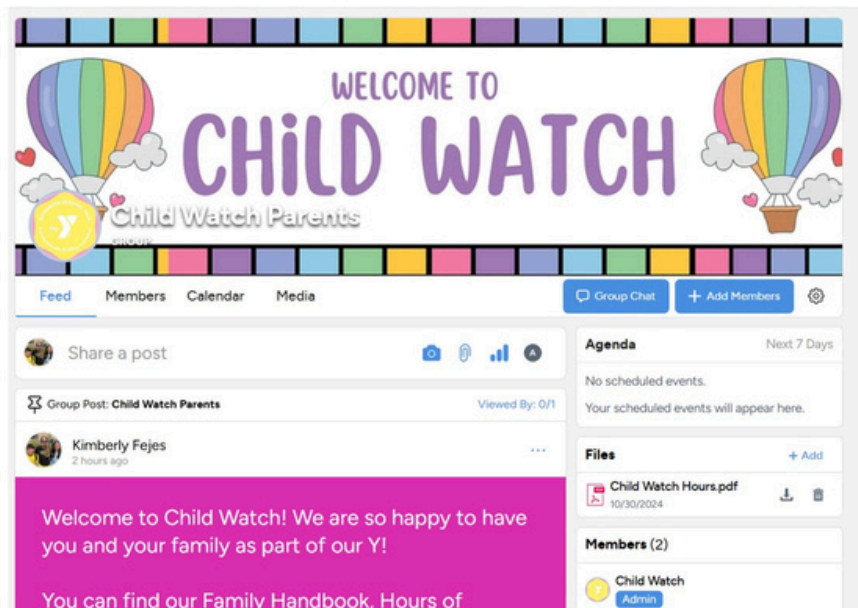 WELCOME TO
CHiLD WATCH
Y
Child Watch Parents
GROUP
Feed
Members
Calendar
Media
Group Chat
+ Add Members
Share a post
A
Agenda
Next 7 Days
No scheduled events.
Your scheduled events will appear here.
Group Post: Child Watch Parents
Viewed By: 0/1
Kimberly Fejes
2 hours ago
...
Files
+ Add
Child Watch Hours.pdf
10/30/2024
Welcome to Child Watch! We are so happy to have
you and your family as part of our Y!
You can find our Family Handbook, Hours of
Members (2)
Child Watch
Admin